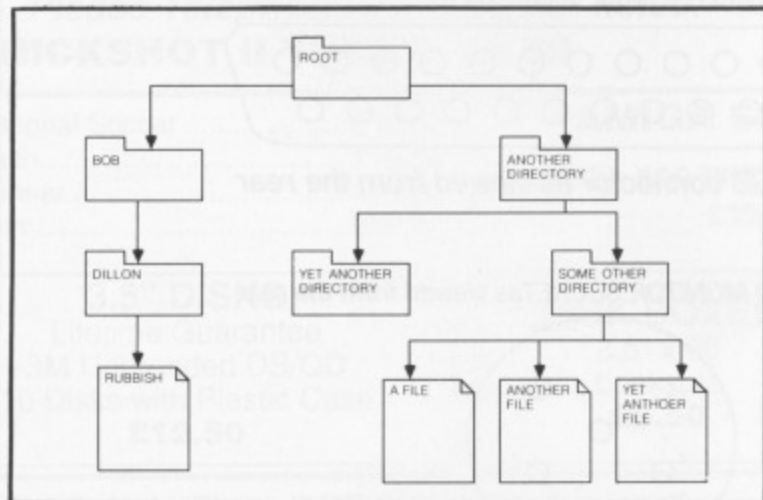 ROOT
BOB
ANOTHER
DIRECTORY
DILLON
YET ANOTHER
DIRECTORY
SOME OTHER
DIRECTORY
RUBBISH
A FILE
ANOTHER
FILE
YET
ANTHOER
FILE